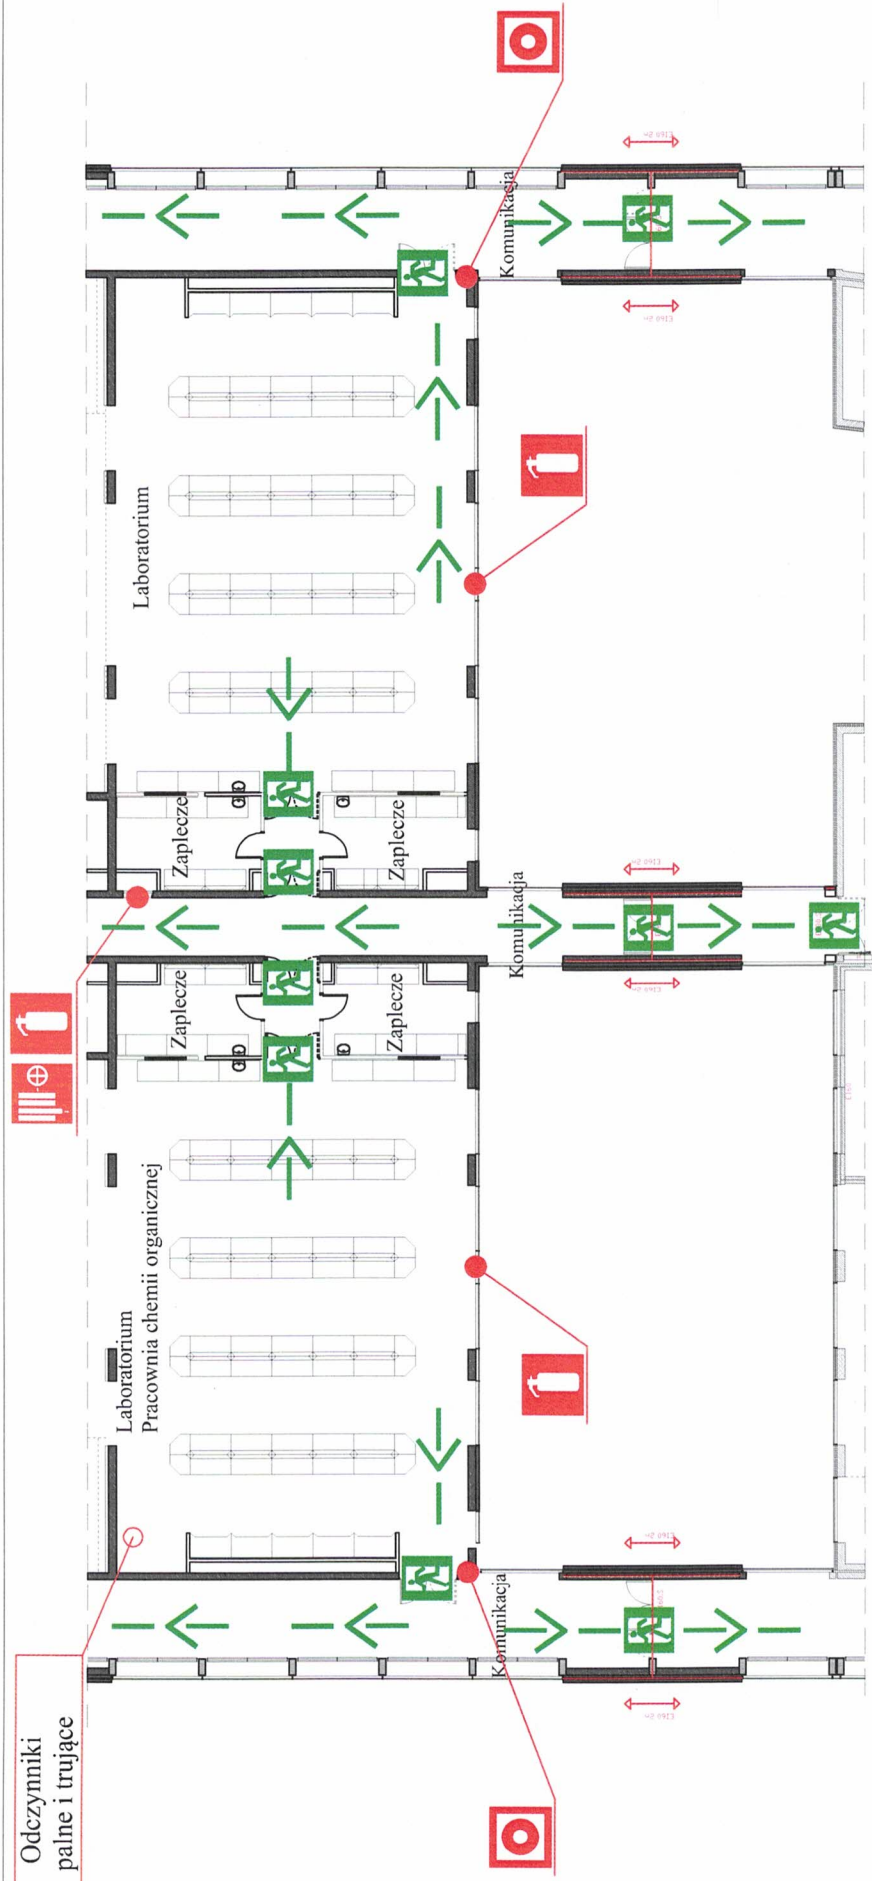 Odczynniki
palne i trujące
Laboratorium
Pracownia chemii organicznej
Zaplecze
Zaplecze
Zaplecze
Zaplecze
Laboratorium
Komunikacja
Komunikacja
Komunikacja